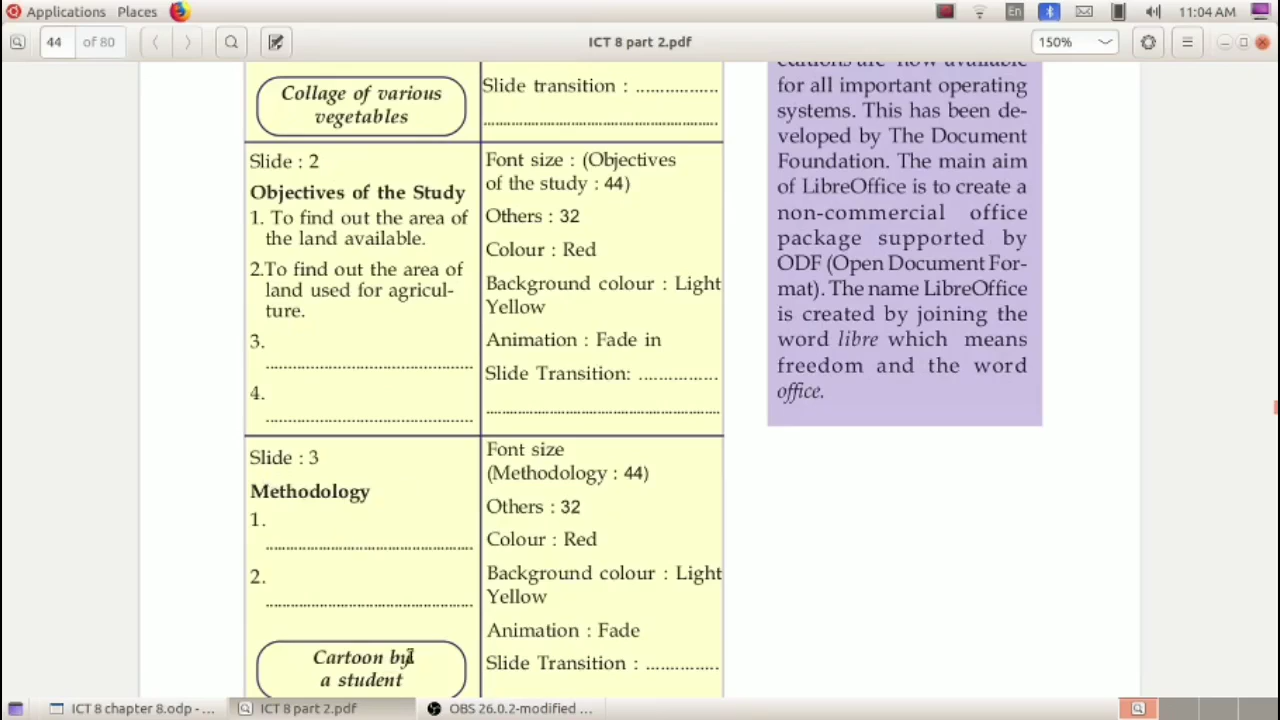 Applications Places
En
11:04 AM
44 of 80
ICT 8 part 2.pdf
150%
Collage of various
vegetables
Slide transition : .................
................................................
Slide : 2
Objectives of the Study
1. To find out the area of
the land available.
2.To find out the area of
land used for agricul-
ture.
3.
................................................
4.
................................................
Font size : (Objectives
of the study : 44)
Others : 32
Colour : Red
Background colour : Light
Yellow
Animation : Fade in
Slide Transition: ................
................................................
Slide : 3
Methodology
1.
................................................
2.
................................................
Cartoon by
a student
Font size
(Methodology : 44)
Others : 32
Colour : Red
Background colour : Light
Yellow
Animation : Fade
Slide Transition : ...............
editions are now available
for all important operating
systems. This has been de-
veloped by The Document
Foundation. The main aim
of LibreOffice is to create a
non-commercial office
package supported by
ODF (Open Document For-
mat). The name LibreOffice
is created by joining the
word libre which means
freedom and the word
office.
ICT 8 chapter 8.odp - ...
ICT 8 part 2.pdf
OBS 26.0.2-modified ...